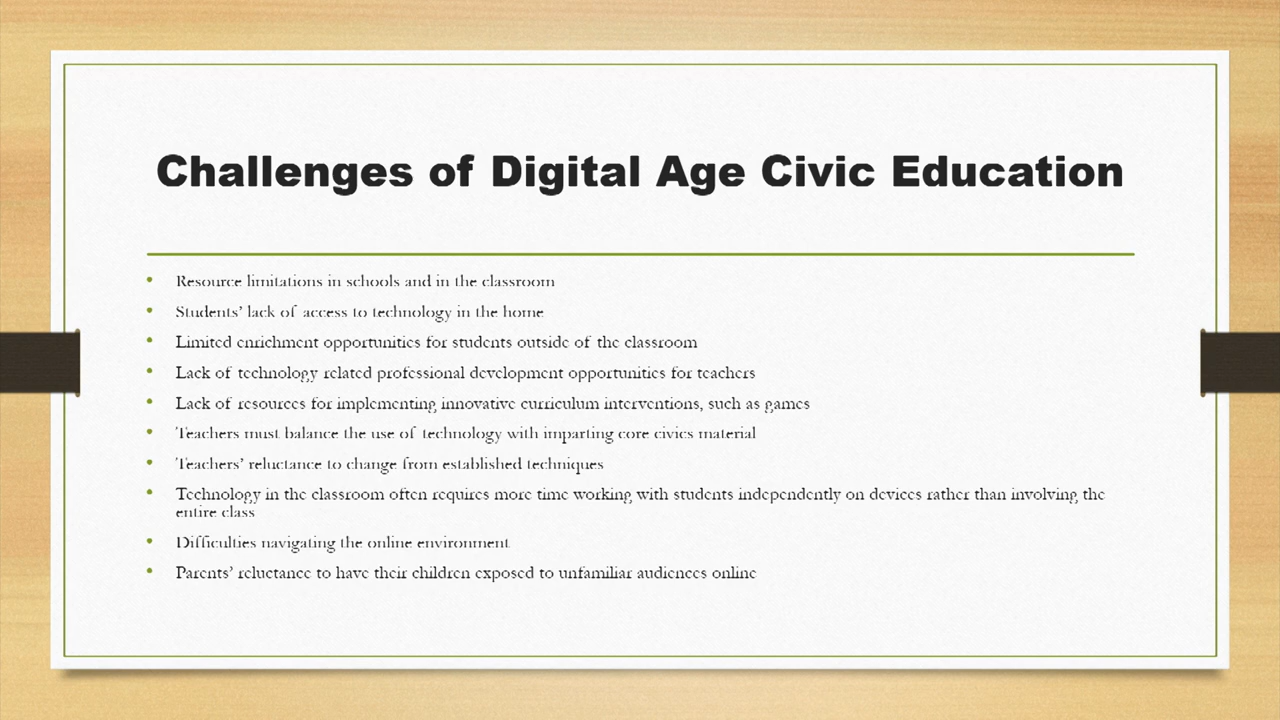 Challenges of Digital Age Civic Education
• Resource limitations in schools and in the classroom
• Students' lack of access to technology in the home
• Limited enrichment opportunities for students outside of the classroom
• Lack of technology related professional development opportunities for teachers
• Lack of resources for implementing innovative curriculum interventions, such as games
• Teachers must balance the use of technology with imparting core civics material
• Teachers' reluctance to change from established techniques
• Technology in the classroom often requires more time working with students independently on devices rather than involving the
entire class
• Difficulties navigating the online environment
• Parents' reluctance to have their children exposed to unfamiliar audiences online